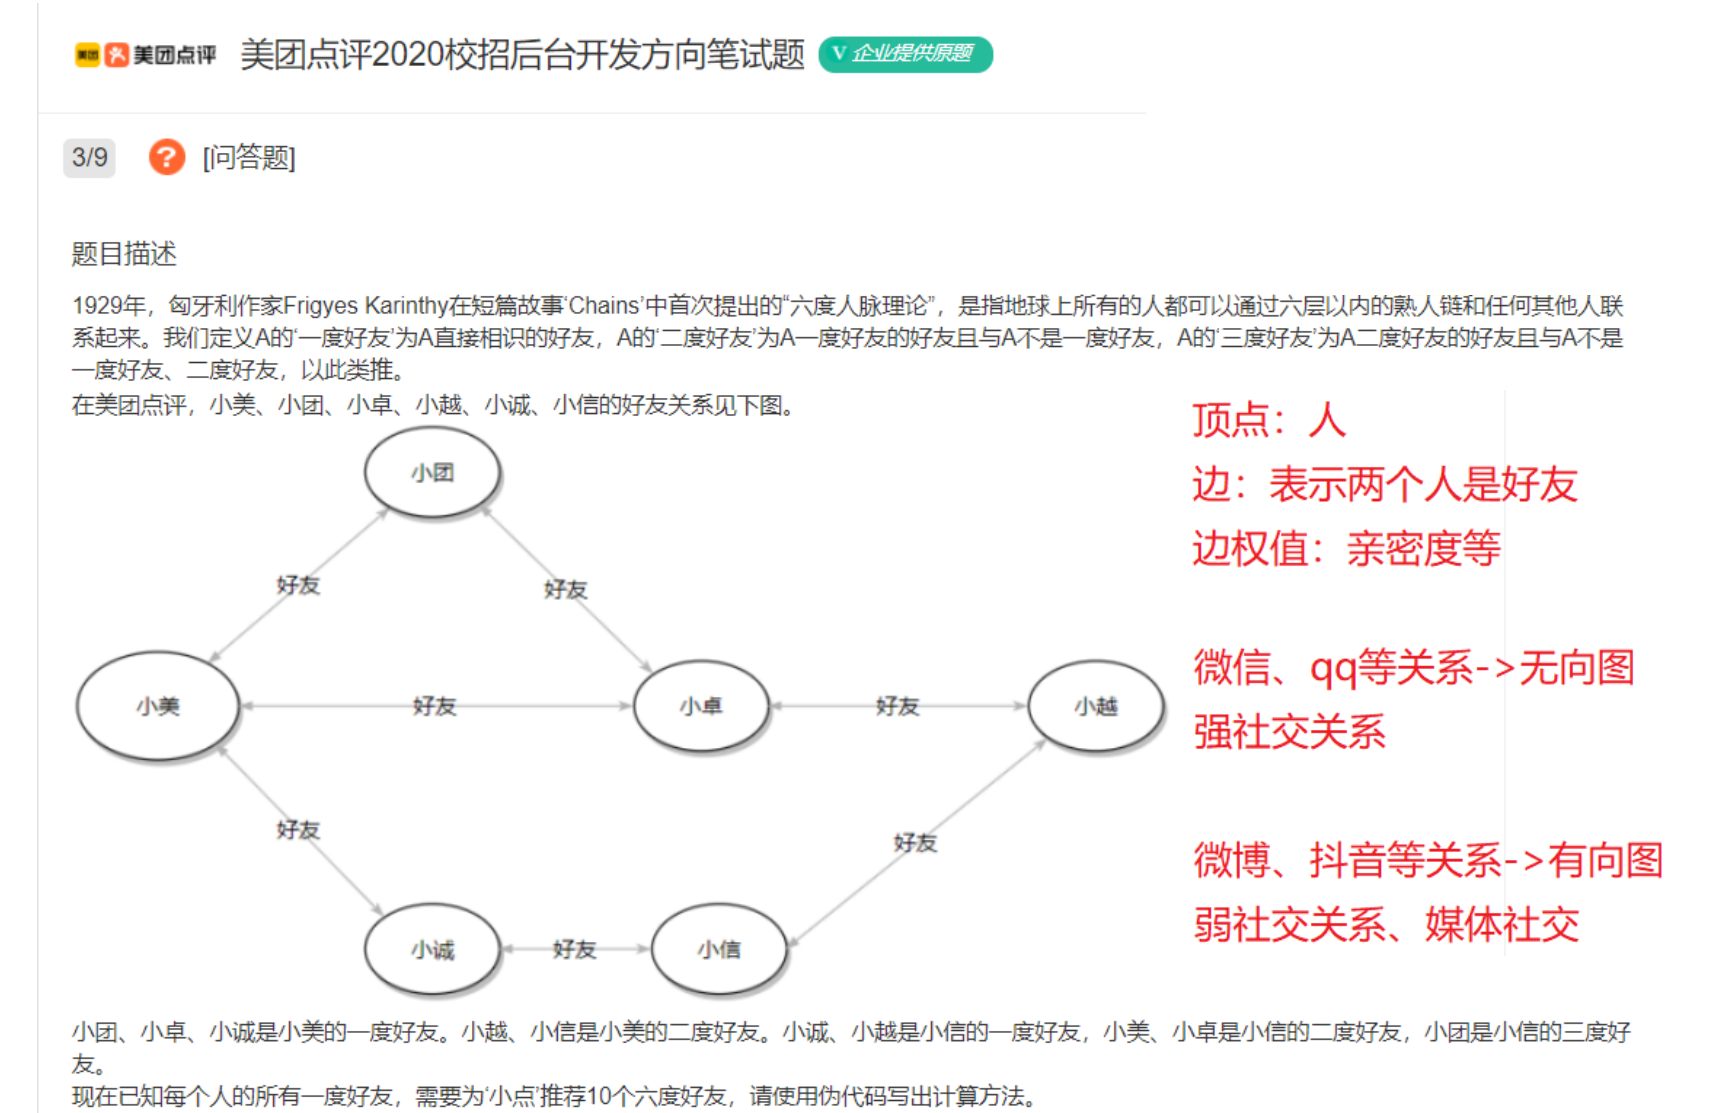 美团 美团点评 美团点评2020校招后台开发方向笔试题 V 企业提供原题
3/9 ? [问答题]
题目描述
1929年，匈牙利作家Frigyes Karinthy在短篇故事‘Chains’中首次提出的“六度人脉理论”，是指地球上所有的人都可以通过六层以内的熟人链和任何其他人联
系起来。我们定义A的‘一度好友’为A直接相识的好友，A的‘二度好友’为A一度好友的好友且与A不是一度好友，A的‘三度好友’为A二度好友的好友且与A不是
一度好友、二度好友，以此类推。
在美团点评，小美、小团、小卓、小越、小诚、小信的好友关系见下图。
小团
好友
好友
小美
好友
小卓
好友
小越
好友
好友
小诚
好友
小信
顶点：人
边：表示两个人是好友
边权值：亲密度等
微信、qq等关系->无向图
强社交关系
微博、抖音等关系->有向图
弱社交关系、媒体社交
小团、小卓、小诚是小美的一度好友。小越、小信是小美的二度好友。小诚、小越是小信的一度好友，小美、小卓是小信的二度好友，小团是小信的三度好
友。
现在已知每个人的所有一度好友，需要为‘小点’推荐10个六度好友，请使用伪代码写出计算方法。